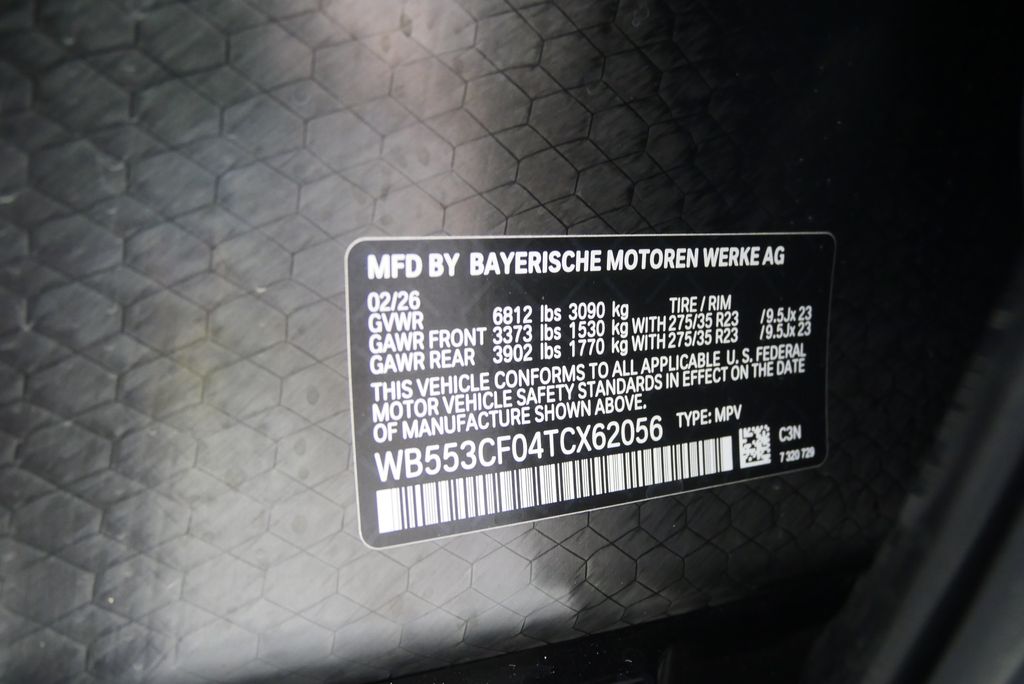 MFD BY BAYERISCHE MOTOREN WERKE AG
02/26 TIRE / RIM
GVWR 6812 lbs 3090 kg
GAWR FRONT 3373 lbs 1530 kg WITH 275/35 R23 /9.5Jx 23
GAWR REAR 3902 lbs 1770 kg WITH 275/35 R23 /9.5Jx 23
THIS VEHICLE CONFORMS TO ALL APPLICABLE U. S. FEDERAL
MOTOR VEHICLE SAFETY STANDARDS IN EFFECT ON THE DATE
OF MANUFACTURE SHOWN ABOVE.
WB553CF04TCX62056 TYPE: MPV
C3N
7 320 729